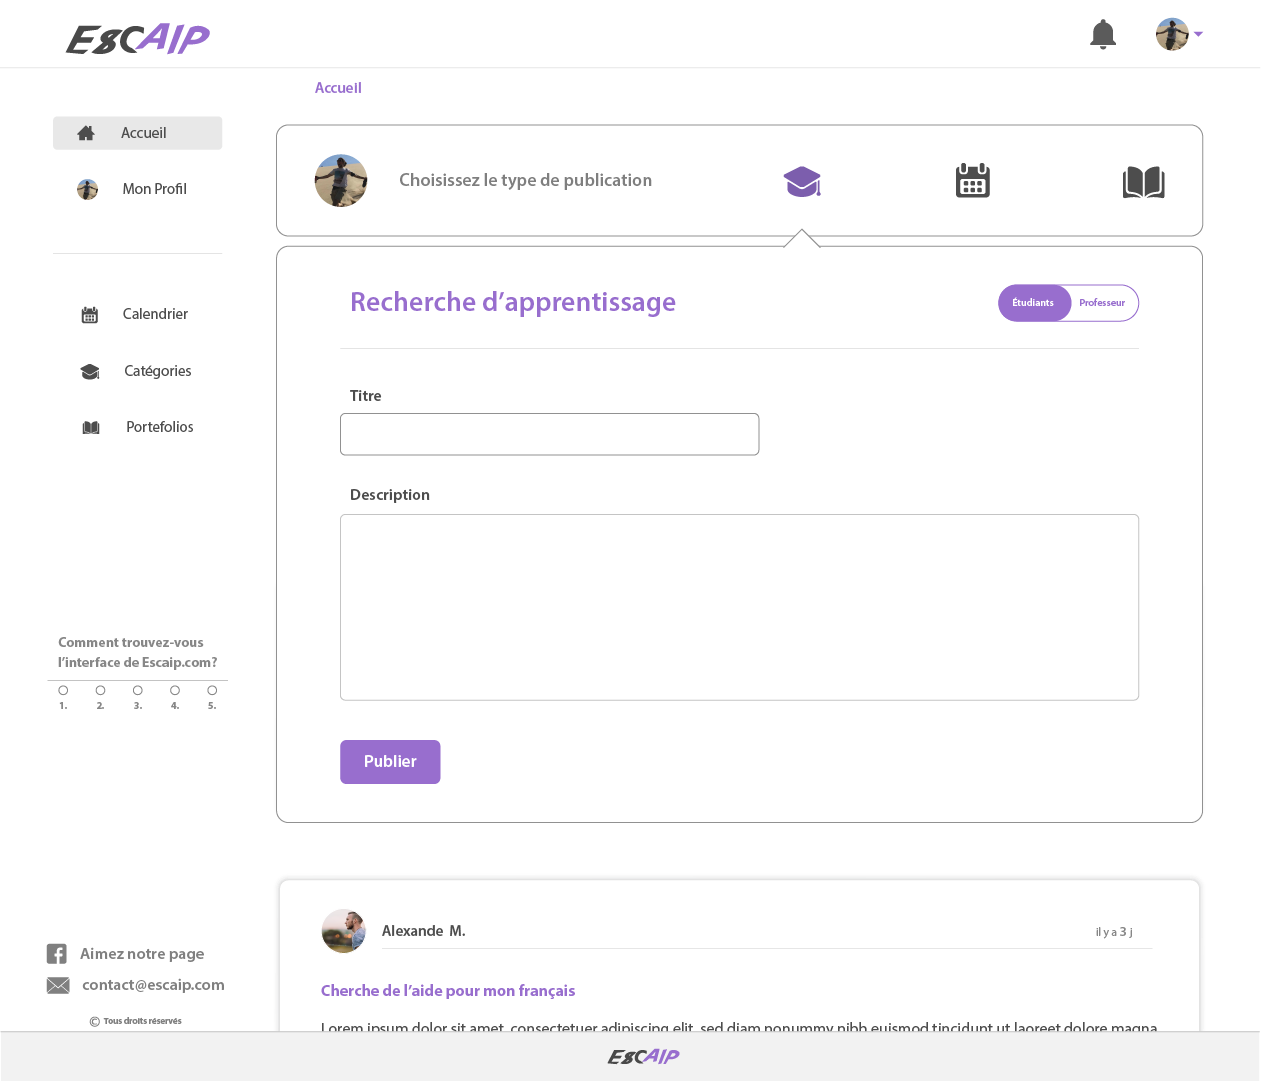 EscAIP
Accueil
Accueil
Mon Profil
Choisissez le type de publication
Recherche d’apprentissage
Étudiants
Professeur
Calendrier
Catégories
Portefolios
Titre
Description
Comment trouvez-vous
l’interface de Escaip.com?
1. 2. 3. 4. 5.
Publier
Alexande M.
il y a 3 j
Aimez notre page
contact@escaip.com
© Tous droits réservés
Cherche de l’aide pour mon français
Lorem ipsum dolor sit amet, consectetuer adipiscing elit, sed diam nonummy nibh euismod tincidunt ut laoreet dolore magna
EscAIP